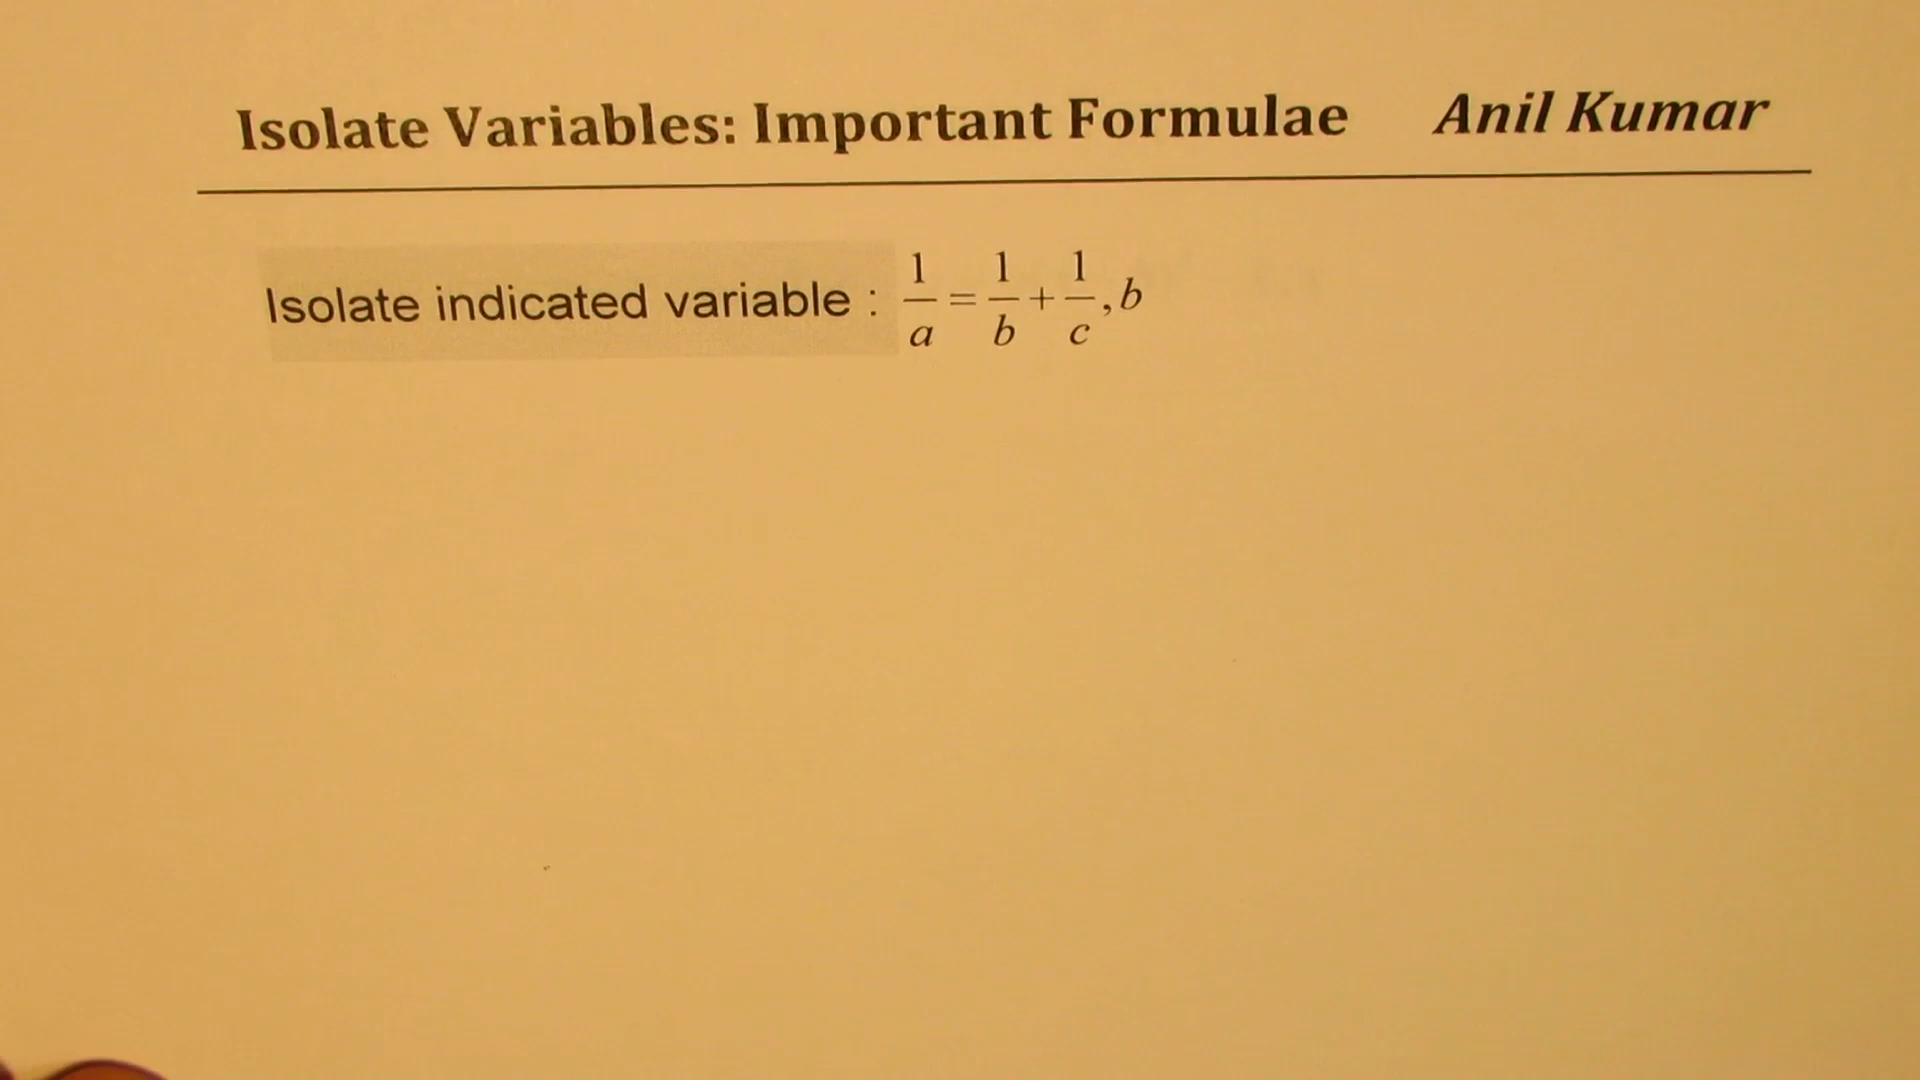 Isolate Variables: Important Formulae Anil Kumar
Isolate indicated variable : 1/a = 1/b + 1/c , b